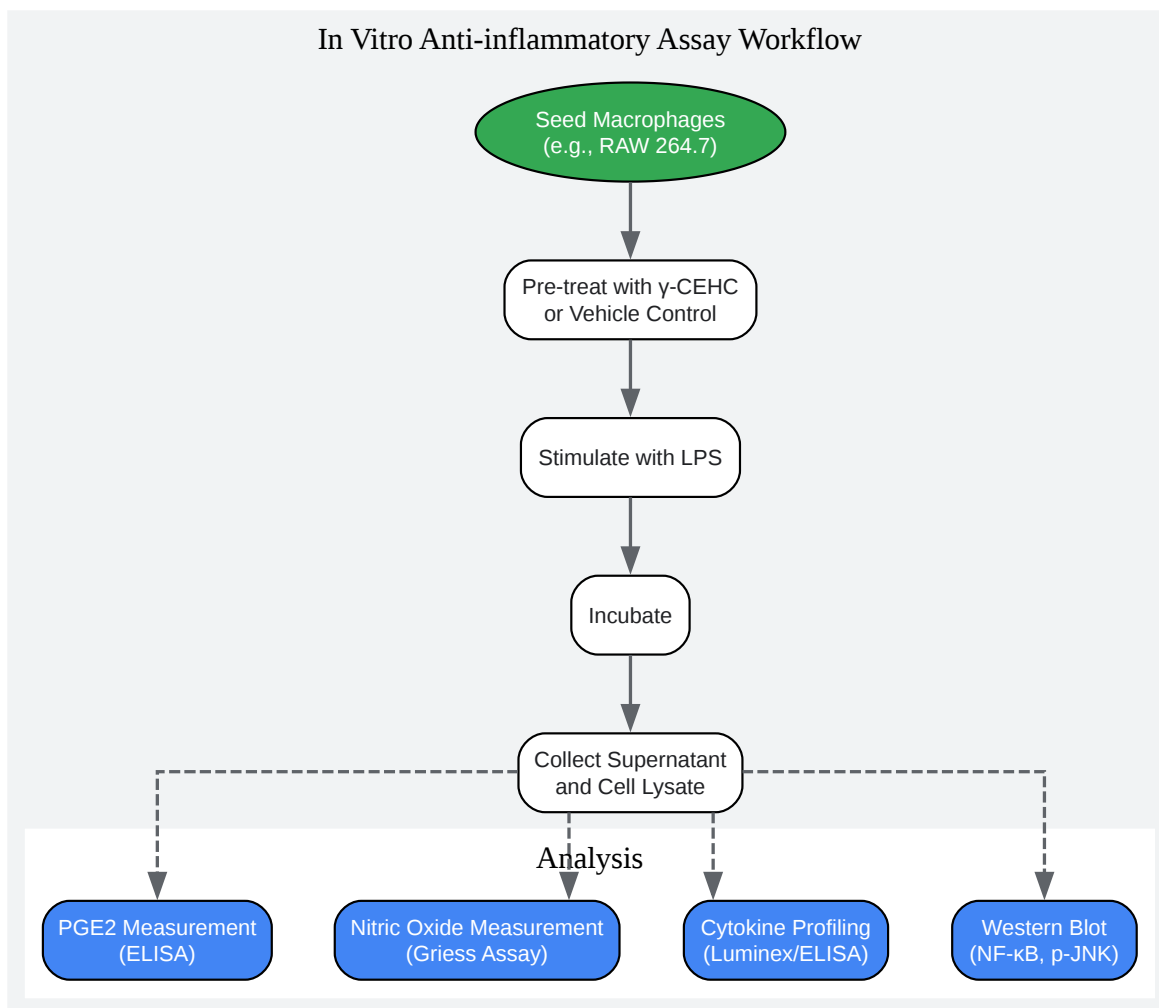 In Vitro Anti-inflammatory Assay Workflow
Seed Macrophages
(e.g., RAW 264.7)
Pre-treat with γ-CEHC
or Vehicle Control
Stimulate with LPS
Incubate
Collect Supernatant
and Cell Lysate
Analysis
PGE2 Measurement
(ELISA)
Nitric Oxide Measurement
(Griess Assay)
Cytokine Profiling
(Luminex/ELISA)
Western Blot
(NF-κB, p-JNK)